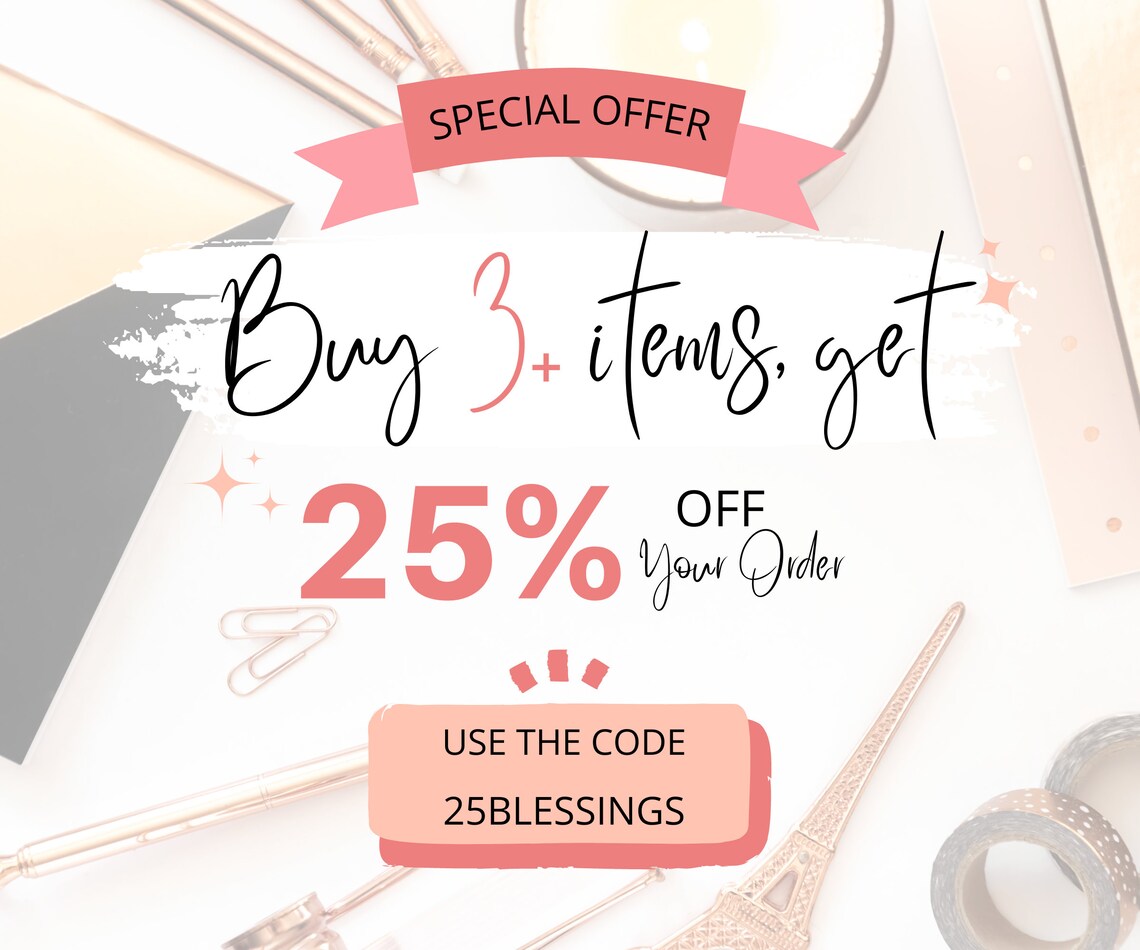 SPECIAL OFFER
Buy 3+ items, get
25% OFF
Your Order
USE THE CODE
25BLESSINGS